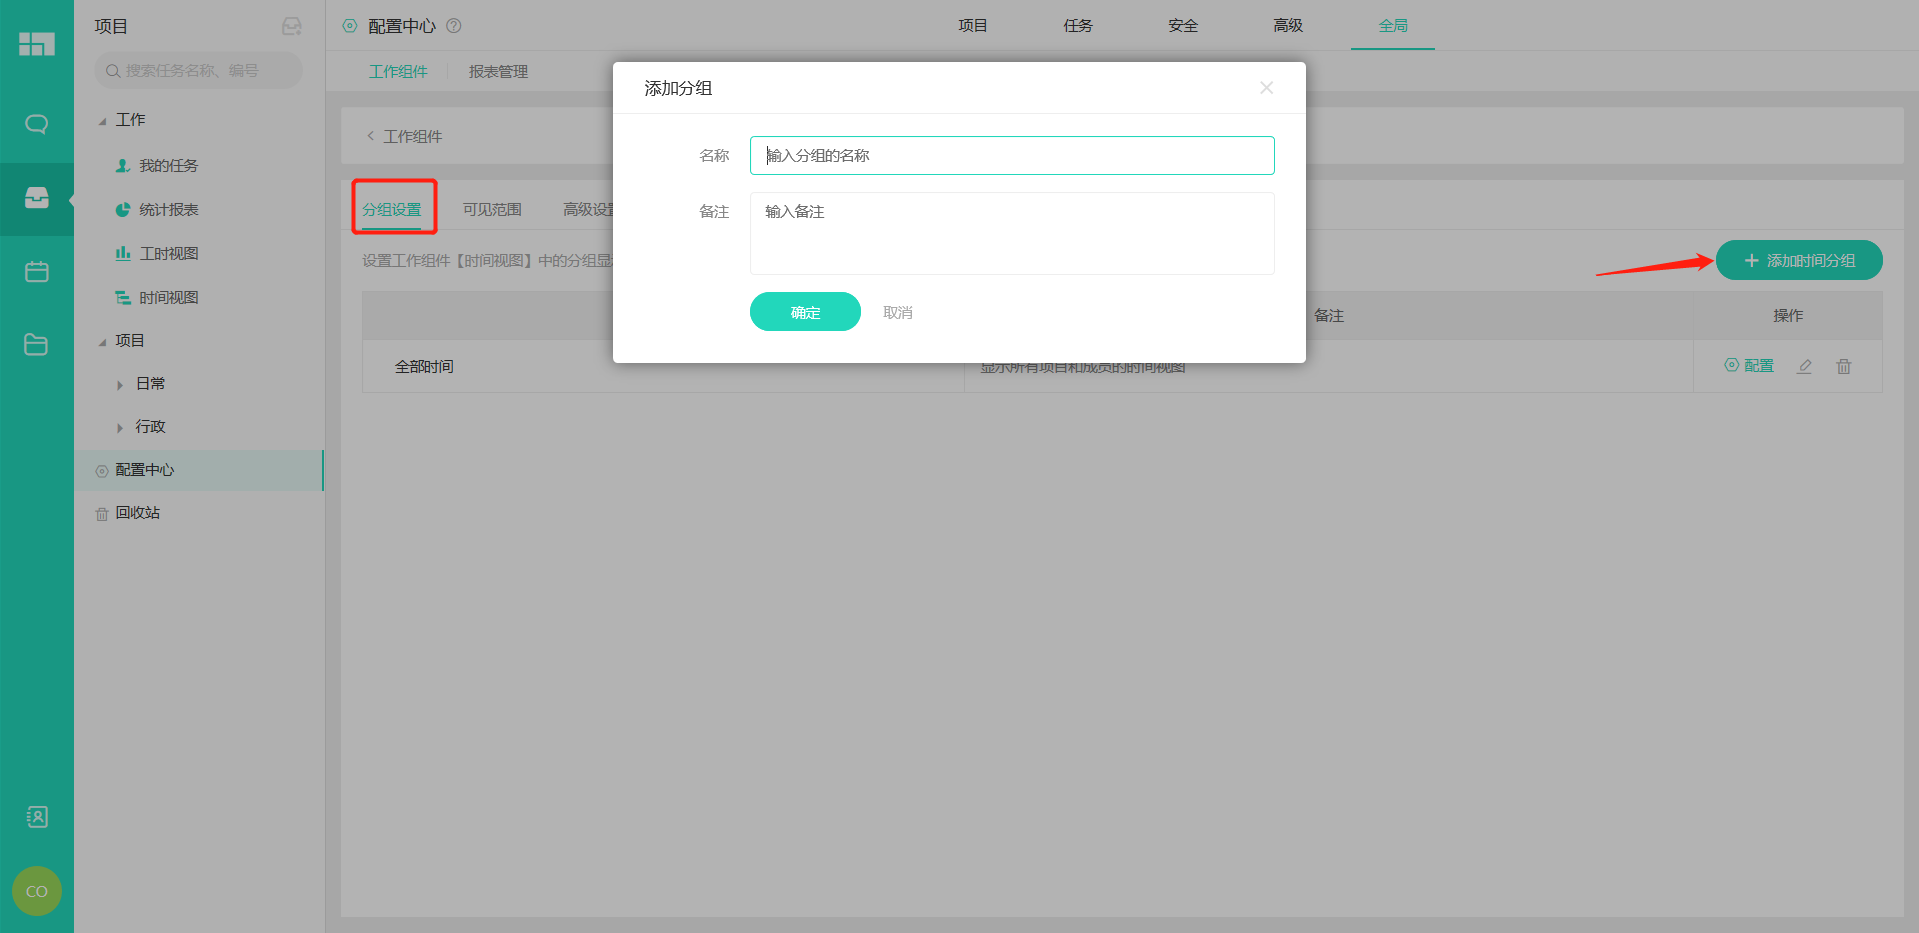 项目
搜索任务名称、编号
工作
我的任务
统计报表
工时视图
时间视图
项目
日常
行政
配置中心
回收站
CO
配置中心
项目
任务
安全
高级
全局
工作组件
报表管理
工作组件
分组设置
可见范围
高级设置
设置工作组件【时间视图】中的分组显
添加时间分组
备注
操作
全部时间
显示所有项目和成员的时间视图
配置
添加分组
名称
输入分组的名称
备注
输入备注
确定
取消